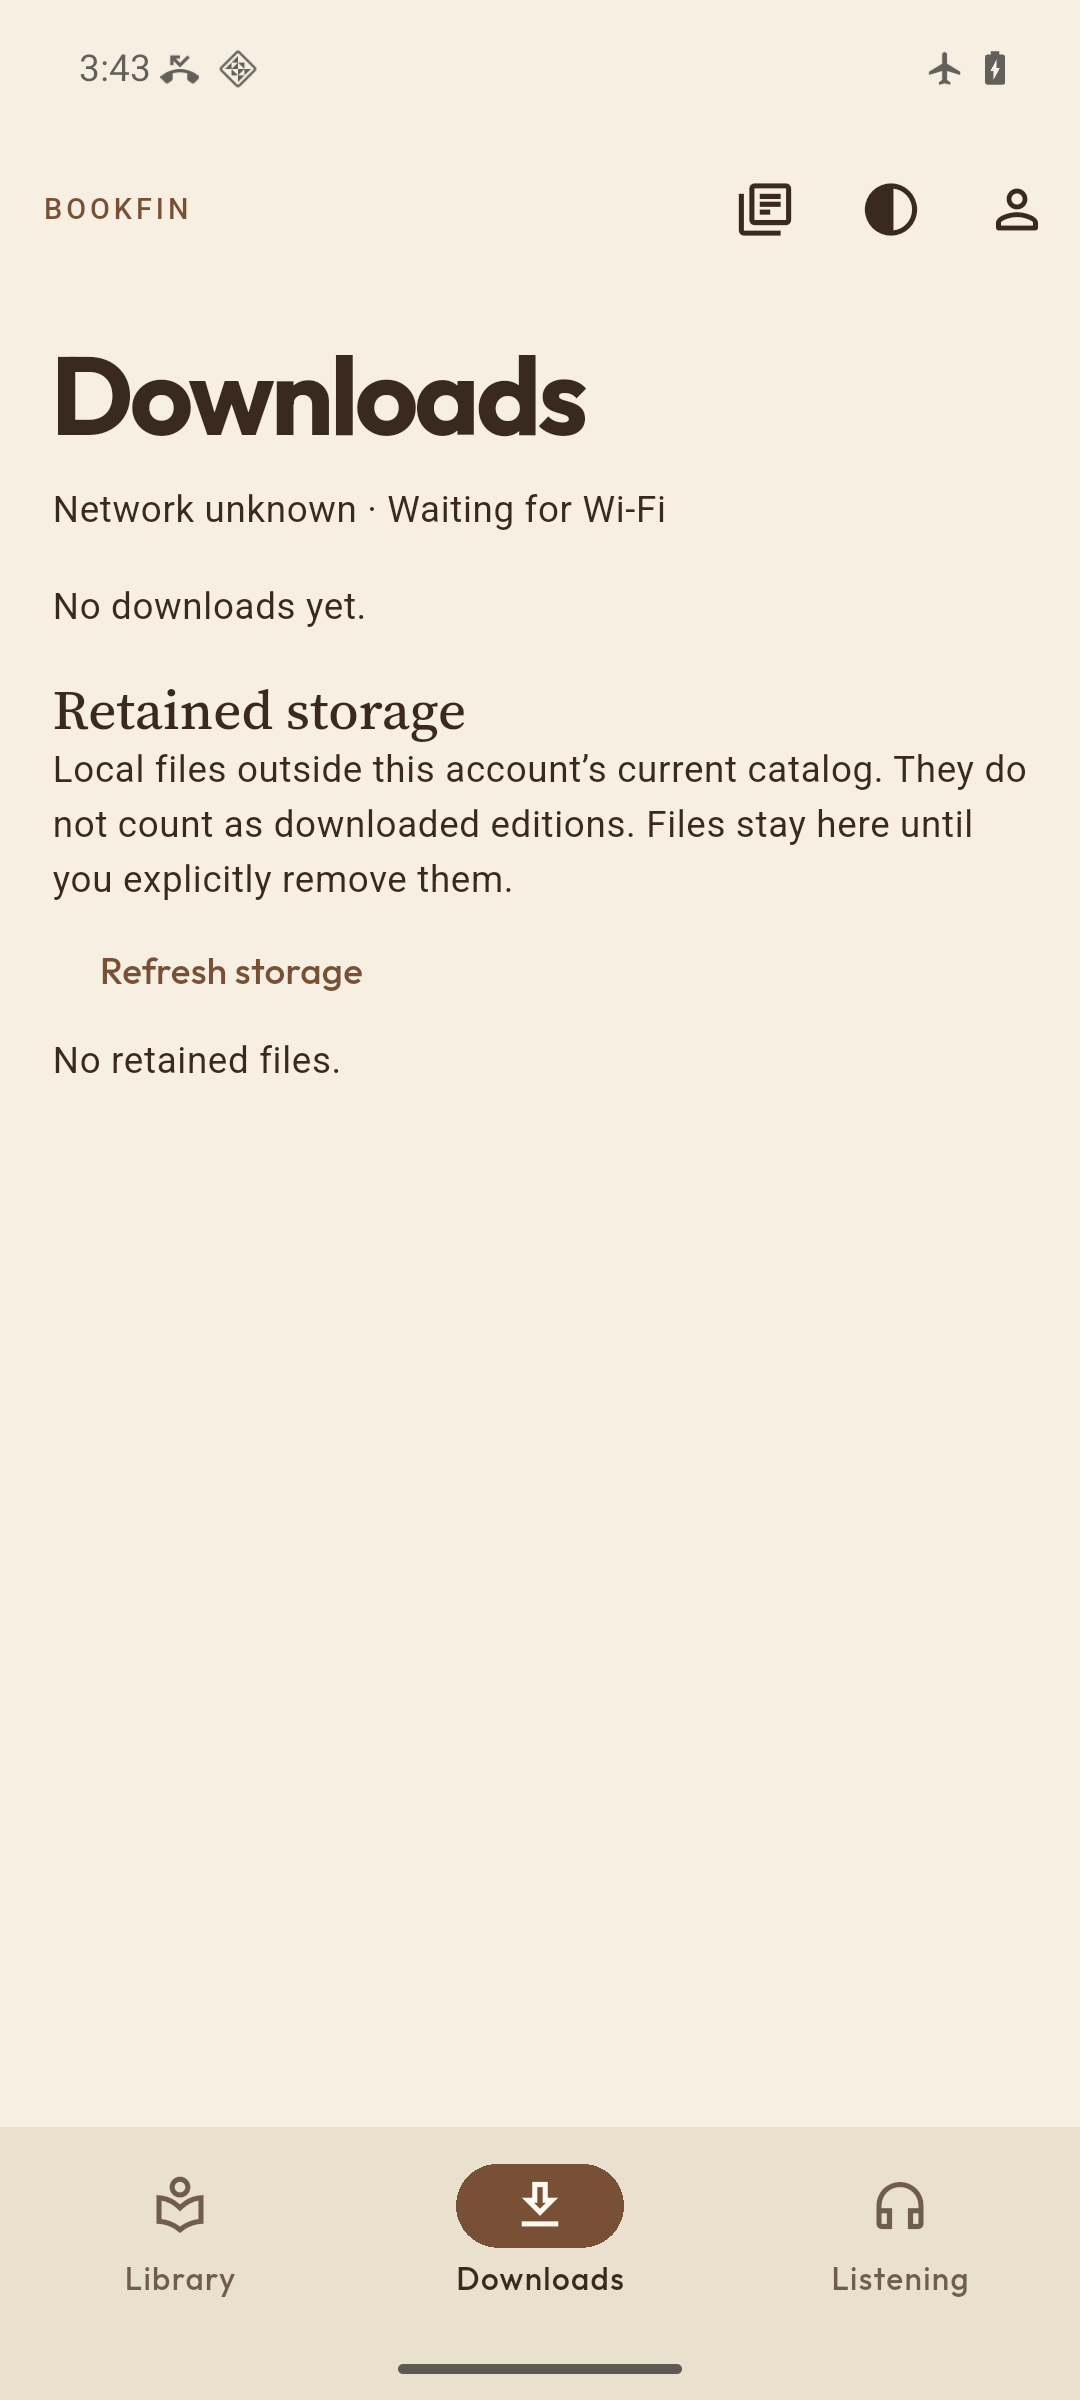 3:43
BOOKFIN
Downloads
Network unknown · Waiting for Wi-Fi
No downloads yet.
Retained storage
Local files outside this account’s current catalog. They do
not count as downloaded editions. Files stay here until
you explicitly remove them.
Refresh storage
No retained files.
Library
Downloads
Listening